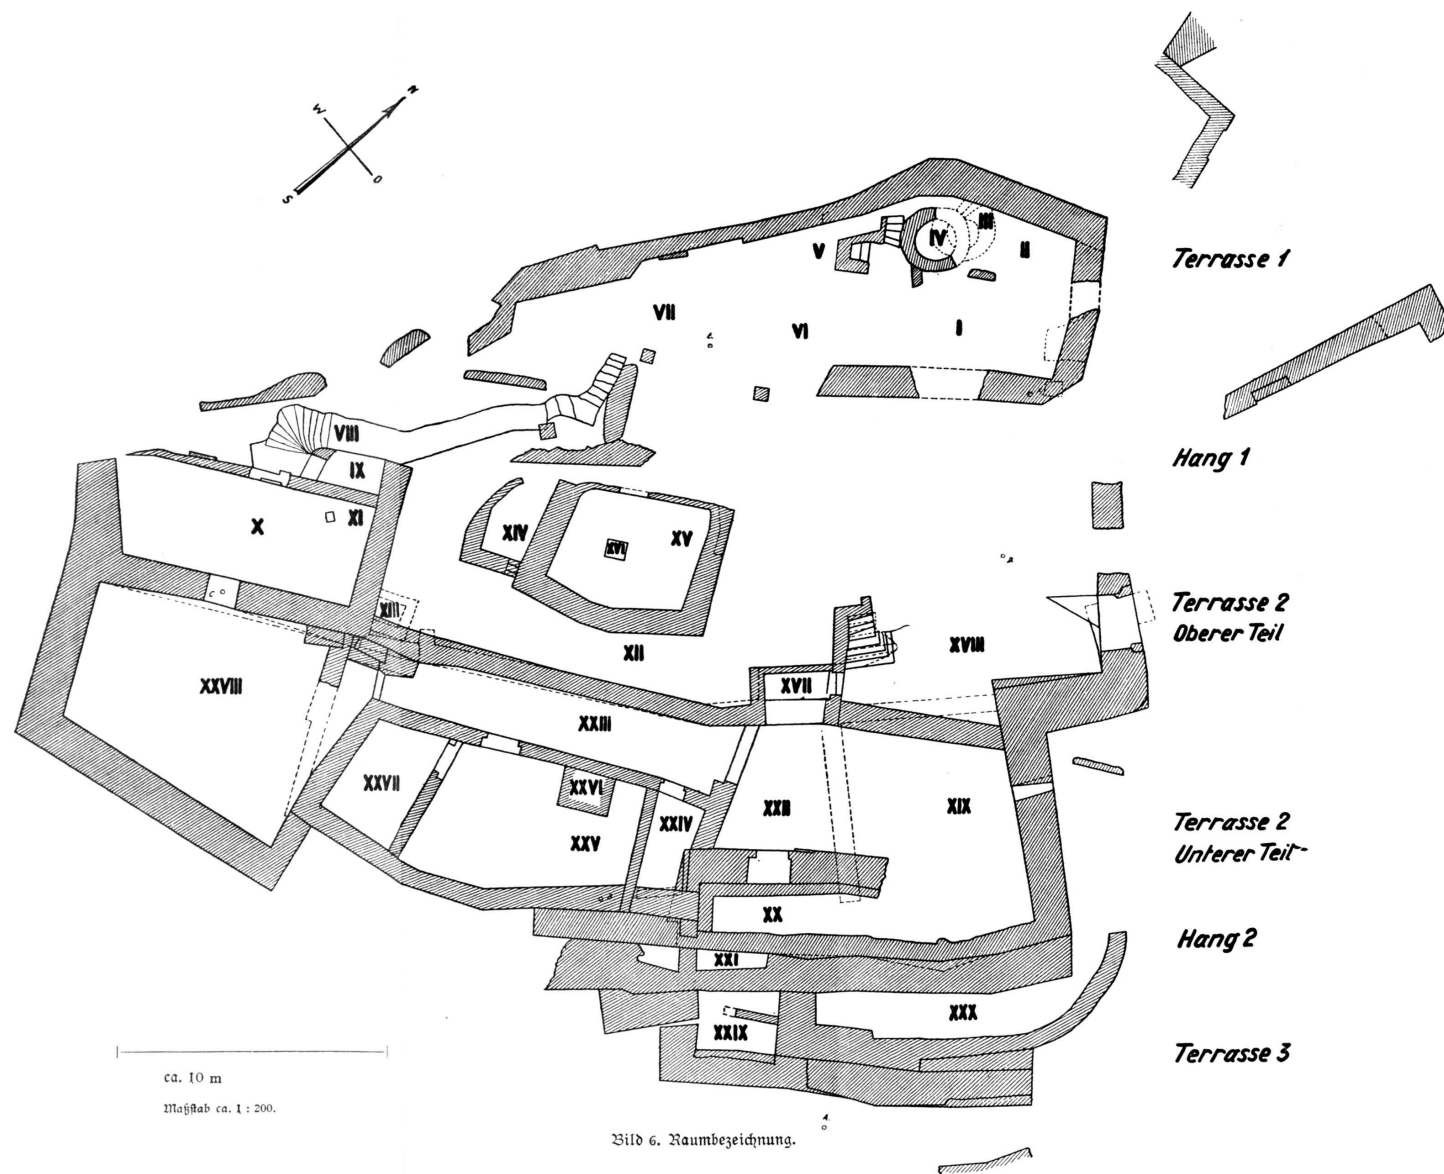 N
W
O
S
III
IV
II
V
Terrasse 1
VII
VI
I
A.
VIII
Hang 1
IX
X
XI
XIV
XV
XVI
A.
Terrasse 2
Oberer Teil
C
XIII
XII
XVIII
XVII
XXVIII
XXIII
XXVII
XXVI
XXII
XIX
XXV
XXIV
Terrasse 2
Unterer Teil-
XX
Hang 2
XXI
XXX
XXIX
Terrasse 3
ca. 10 m
Maßstab ca. 1 : 200.
A.
Bild 6. Raumbezeichnung.